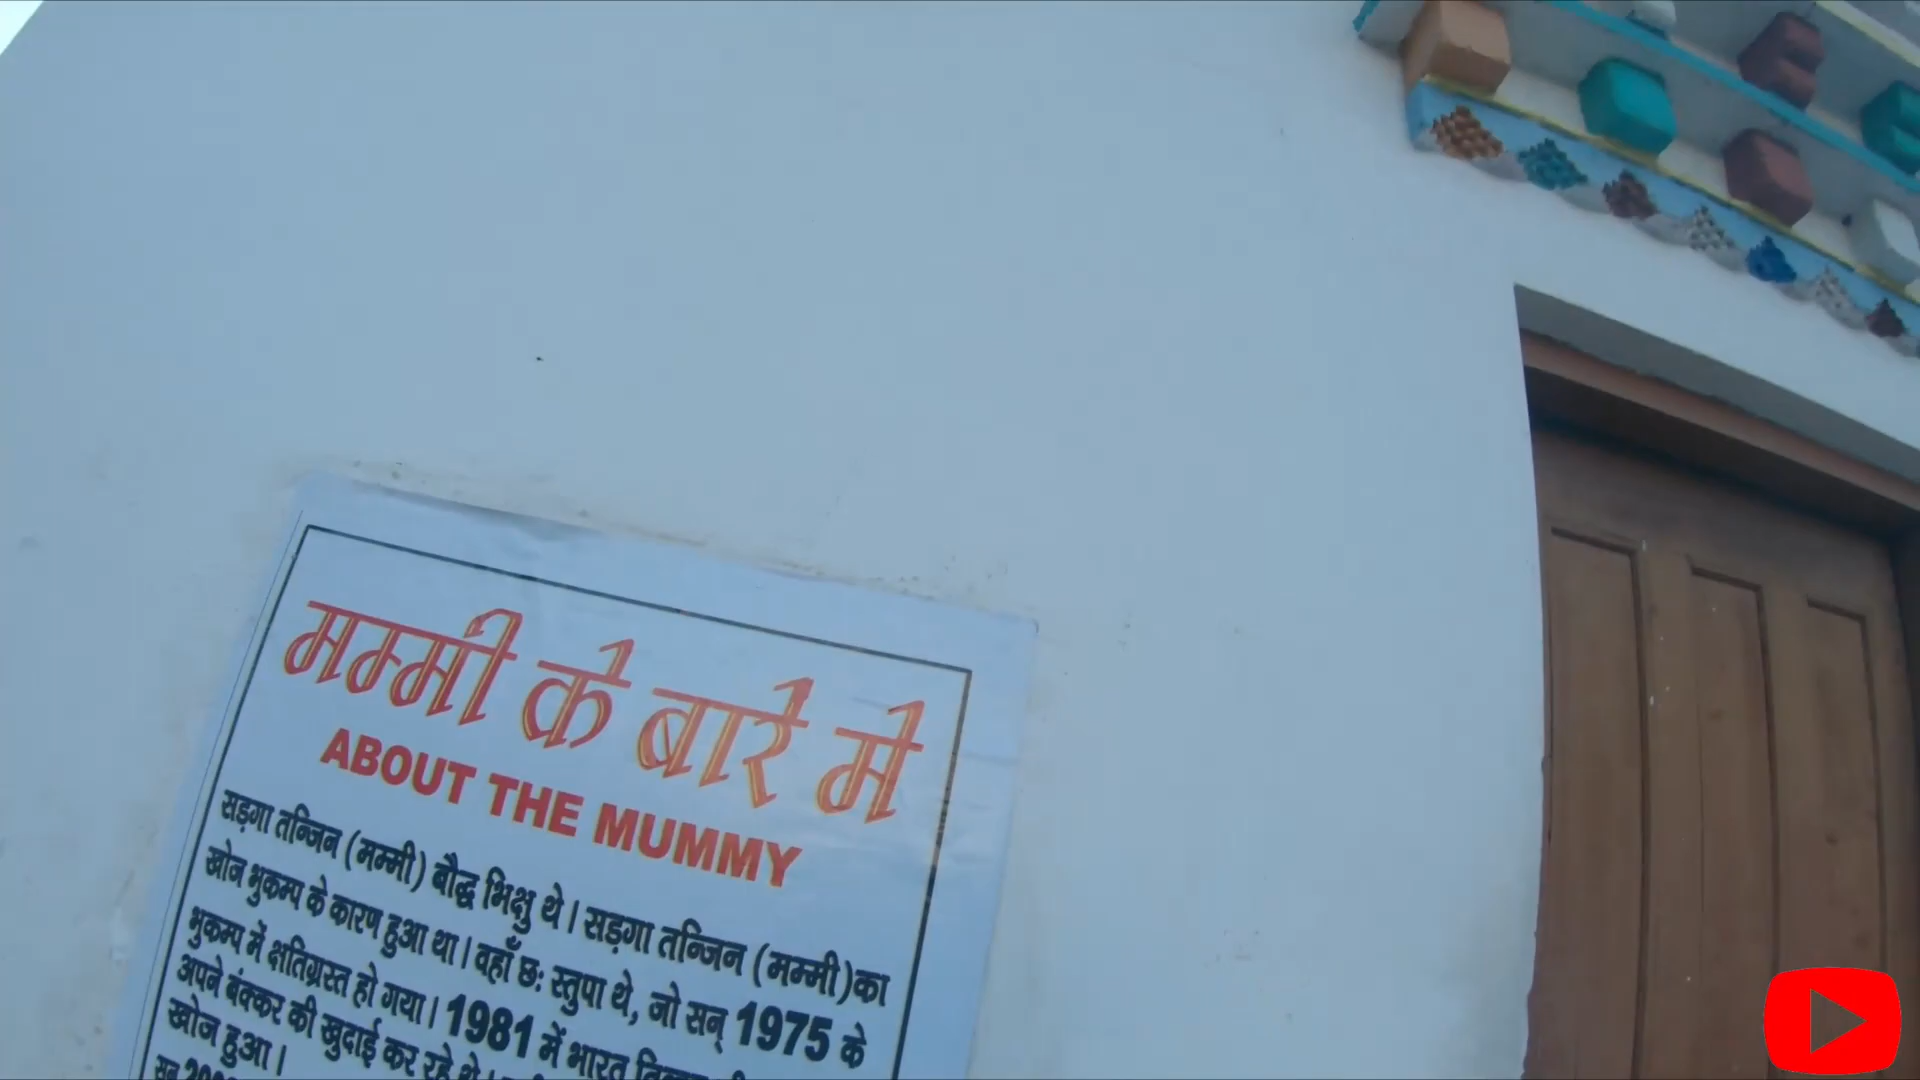 मम्मी के बारे मे
ABOUT THE MUMMY
सड़गा तन्जिन (मम्मी) बौद्ध भिक्षु थे। सड़गा तन्जिन (मम्मी)का
खोज भुकम्प के कारण हुआ था। वहाँ छः स्तुपा थे, जो सन् 1975 के
भुकम्प में क्षतिग्रस्त हो गया। 1981 में भारत
अपने बंक्कर की खुदाई कर रहे थे।
खोज हुआ।
सन